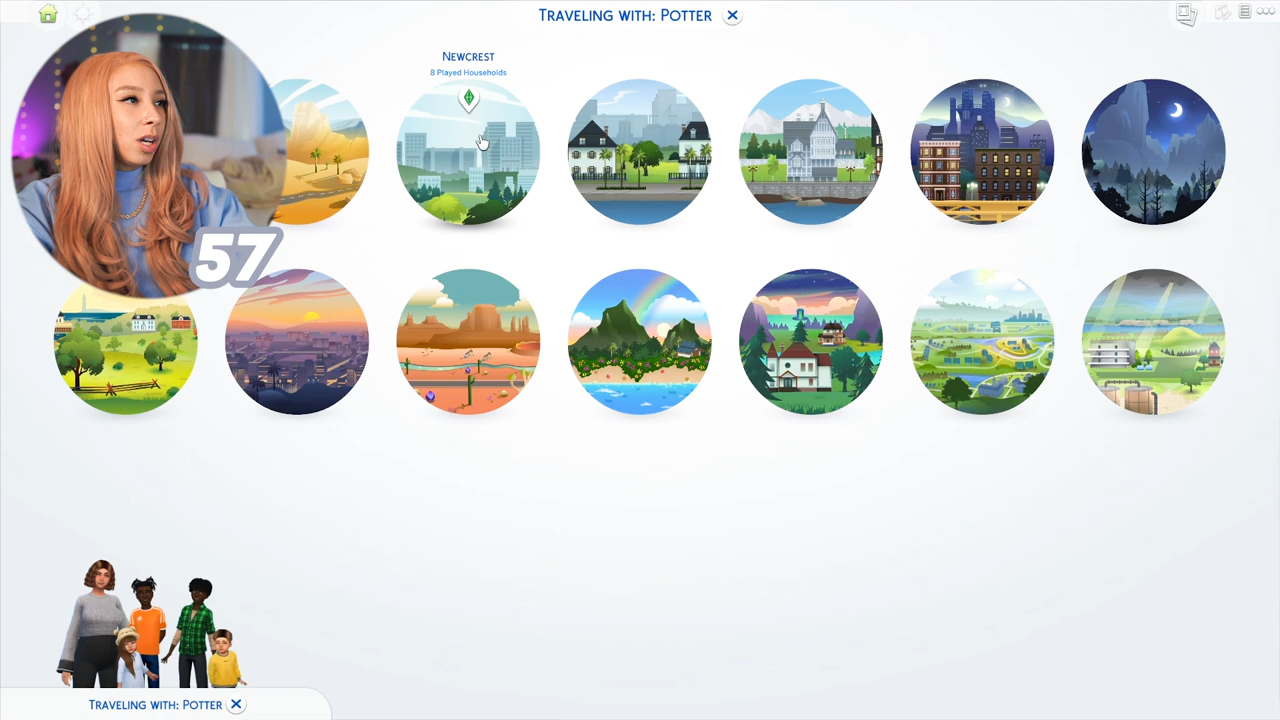 TRAVELING WITH: POTTER
NEWCREST
8 Played Households
57
TRAVELING WITH: POTTER